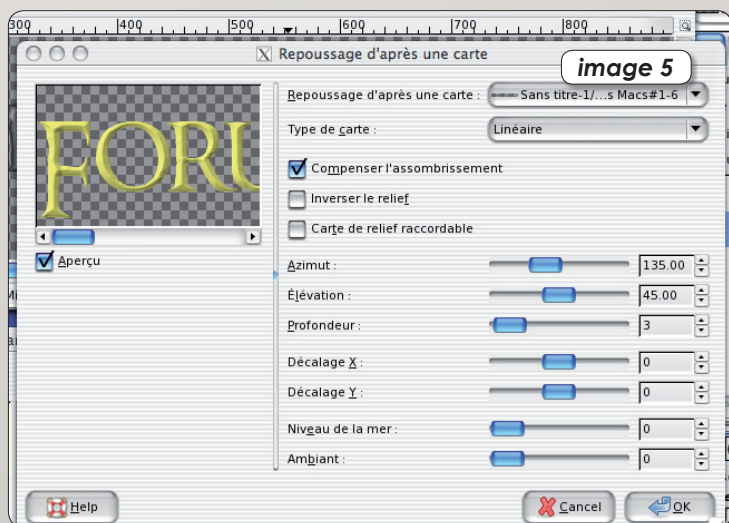 300 400 500 600 700 800
Repoussage d'après une carte
image 5
Repoussage d'après une carte : Sans titre-1/...s Macs#1-6
Type de carte : Linéaire
Compenser l'assombrissement
Inverser le relief
Carte de relief raccordable
FORU
Aperçu
Azimut : 135.00
Élévation : 45.00
Profondeur : 3
Décalage X : 0
Décalage Y : 0
Niveau de la mer : 0
Ambiant : 0
Help Cancel OK